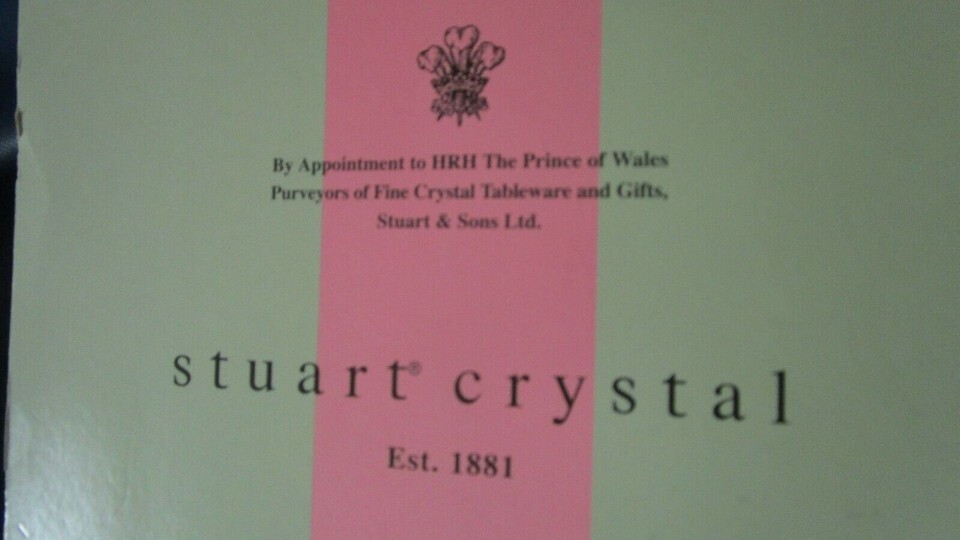 By Appointment to HRH The Prince of Wales
Purveyors of Fine Crystal Tableware and Gifts,
Stuart & Sons Ltd.
stuart® crystal
Est. 1881